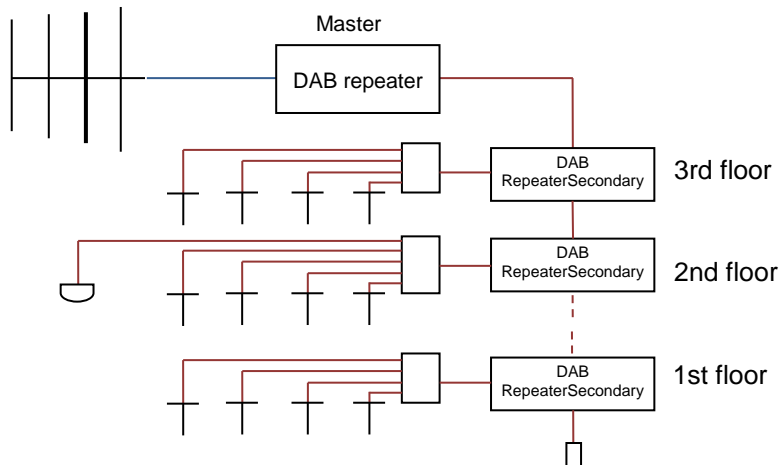 Master
DAB repeater
DAB
RepeaterSecondary
3rd floor
DAB
RepeaterSecondary
2nd floor
DAB
RepeaterSecondary
1st floor